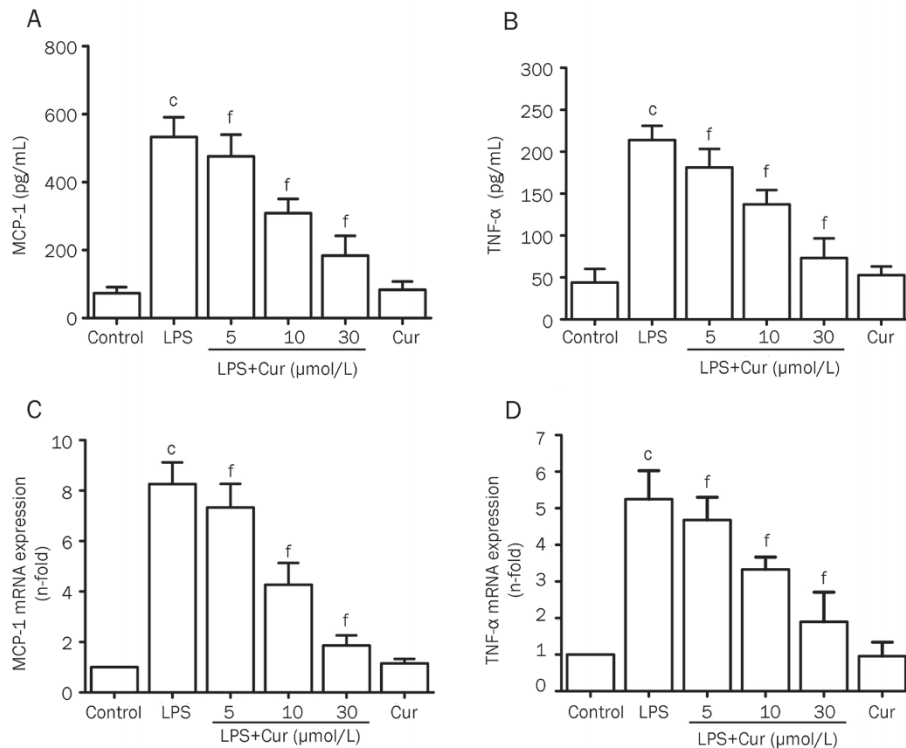 A
MCP-1 (pg/mL)
800
600
400
200
0
c
f
f
f
Control LPS 5 10 30 Cur
LPS+Cur (µmol/L)
B
TNF-α (pg/mL)
300
250
200
150
100
50
0
c
f
f
f
Control LPS 5 10 30 Cur
LPS+Cur (µmol/L)
C
MCP-1 mRNA expression
(n-fold)
10
8
6
4
2
0
c
f
f
f
Control LPS 5 10 30 Cur
LPS+Cur (µmol/L)
D
TNF-α mRNA expression
(n-fold)
7
6
5
4
3
2
1
0
c
f
f
f
Control LPS 5 10 30 Cur
LPS+Cur (µmol/L)